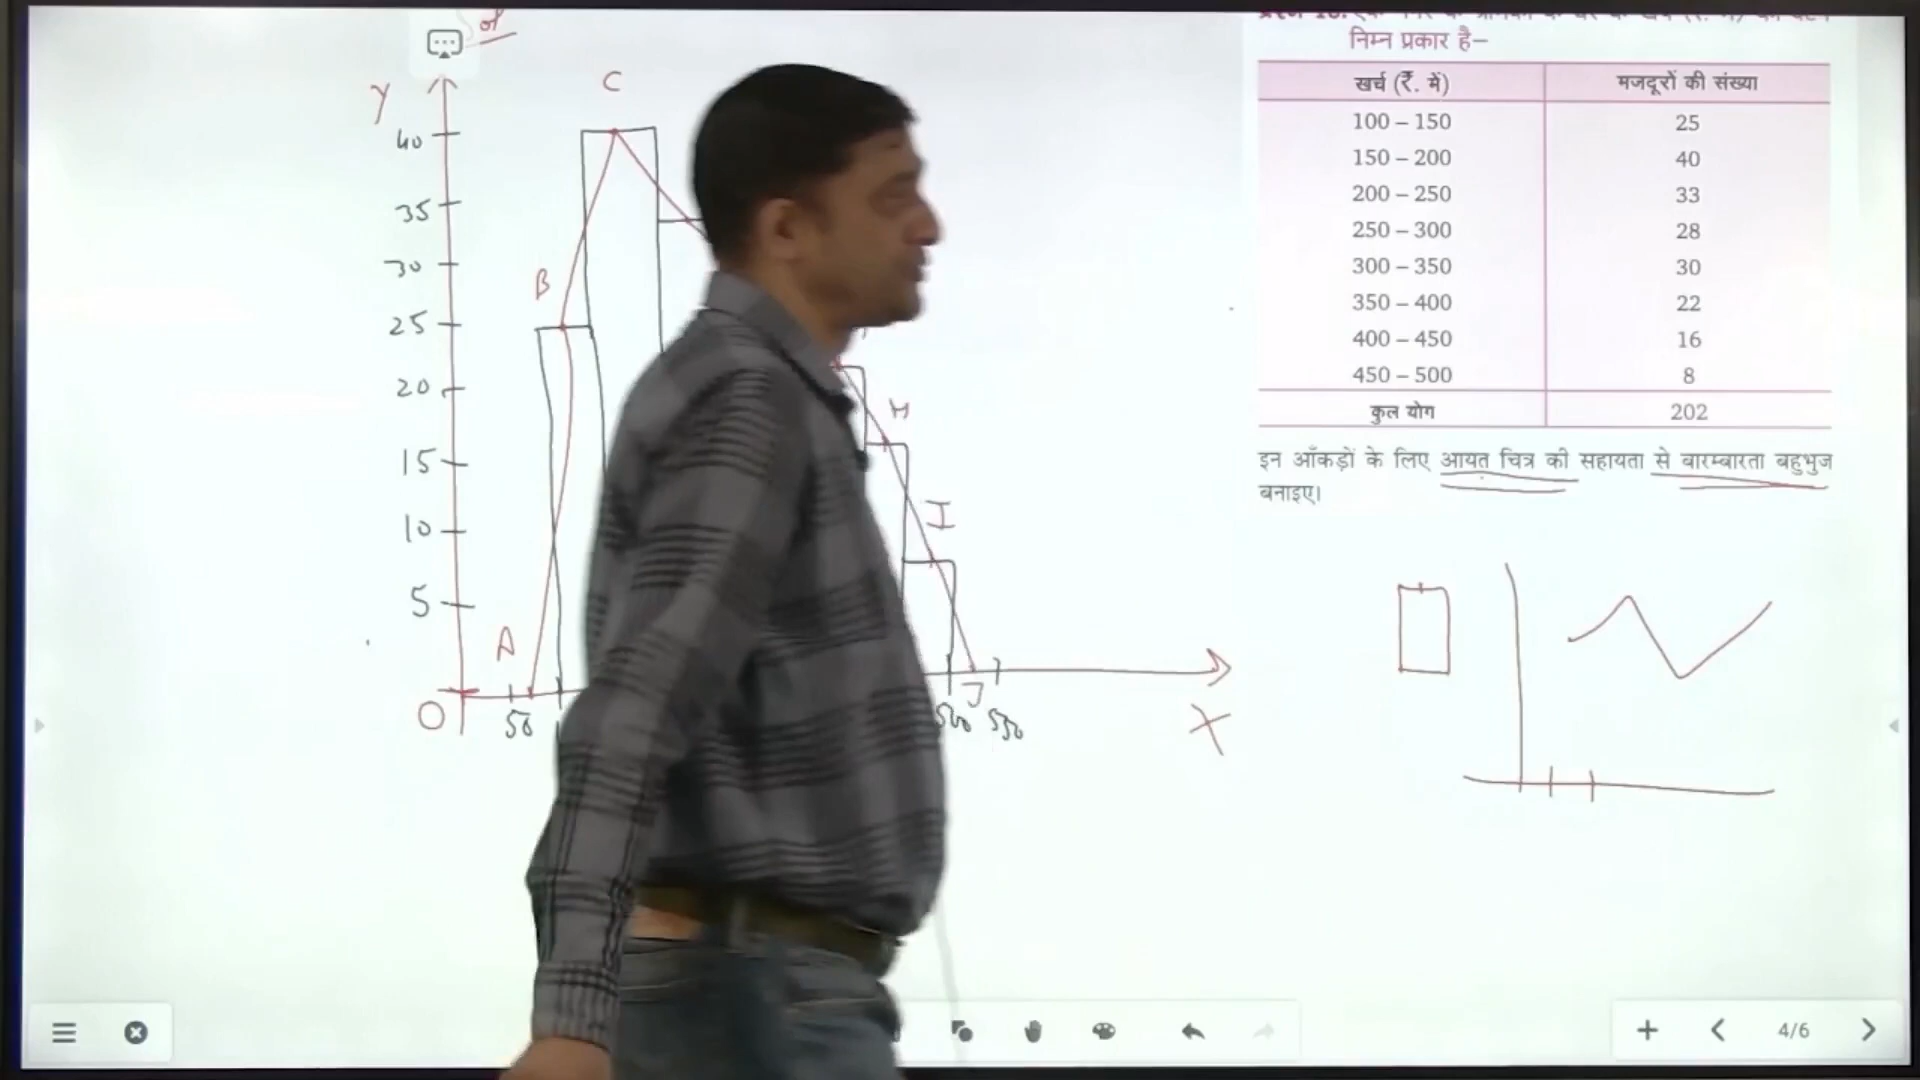 of
निम्न प्रकार है–
खर्च (₹. में) मजदूरों की संख्या
100 – 150 25
150 – 200 40
200 – 250 33
250 – 300 28
300 – 350 30
350 – 400 22
400 – 450 16
450 – 500 8
कुल योग 202
इन आँकड़ों के लिए आयत चित्र की सहायता से बारम्बारता बहुभुज
बनाइए।
Y
C
40
35
30
B
25
20
H
15
I
10
5
A
O
50
J
500 550
X
4/6